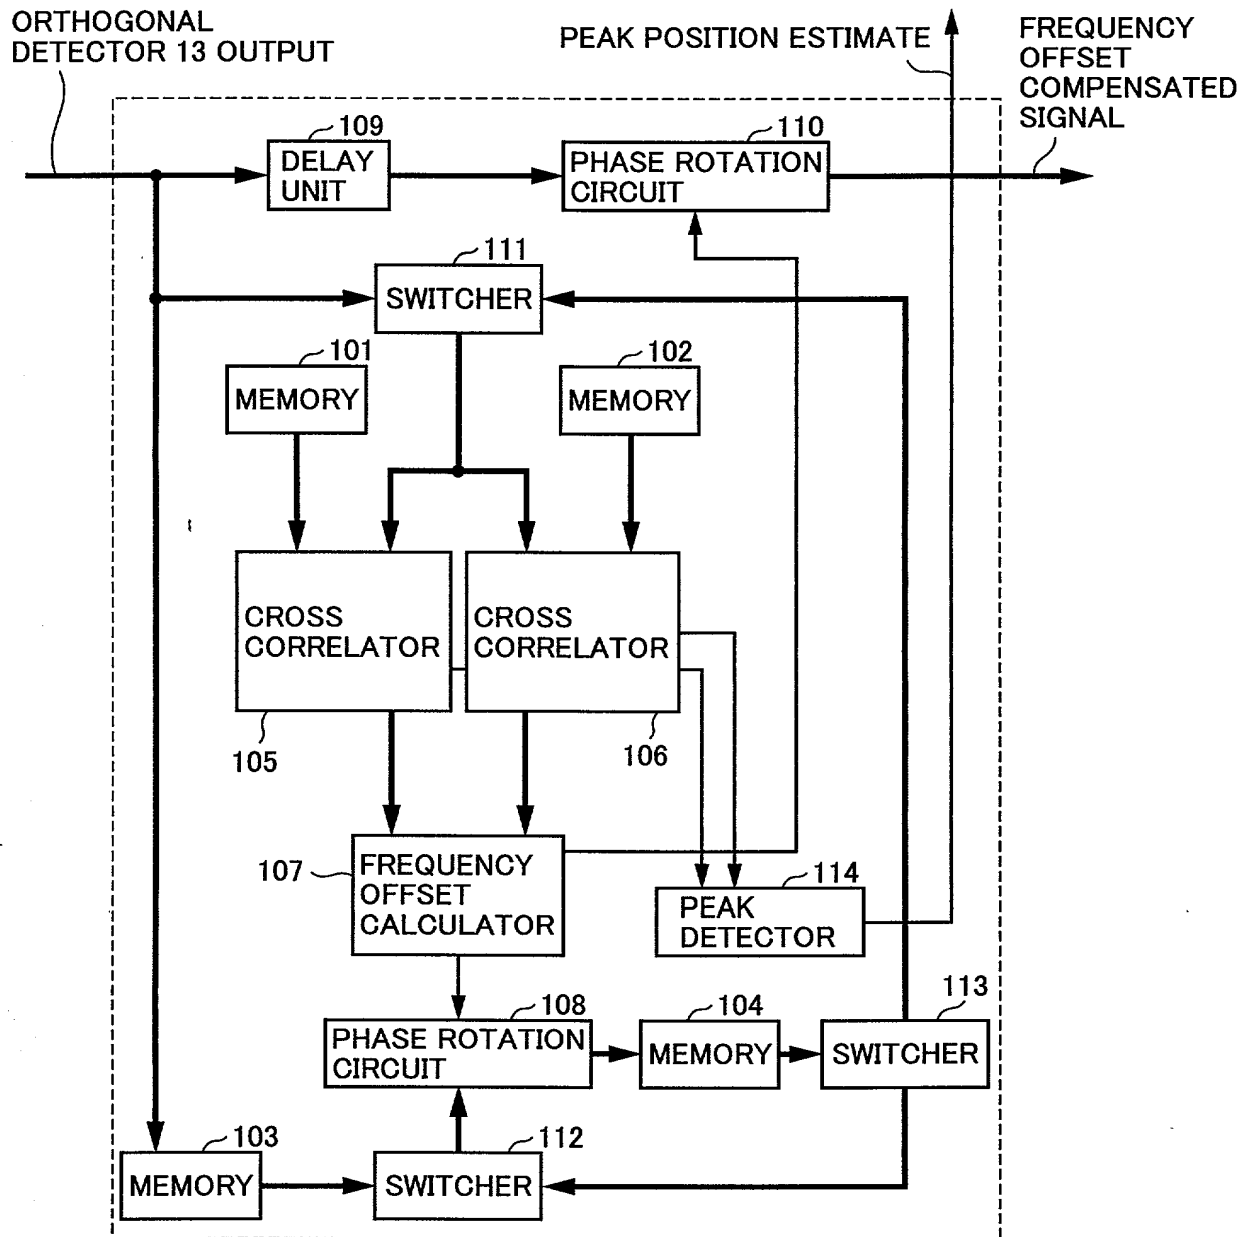 ORTHOGONAL
DETECTOR 13 OUTPUT
PEAK POSITION ESTIMATE
FREQUENCY
OFFSET
COMPENSATED
SIGNAL
109
DELAY
UNIT
110
PHASE ROTATION
CIRCUIT
111
SWITCHER
101
MEMORY
102
MEMORY
CROSS
CORRELATOR
105
CROSS
CORRELATOR
106
107
FREQUENCY
OFFSET
CALCULATOR
114
PEAK
DETECTOR
108
PHASE ROTATION
CIRCUIT
104
MEMORY
113
SWITCHER
103
MEMORY
112
SWITCHER